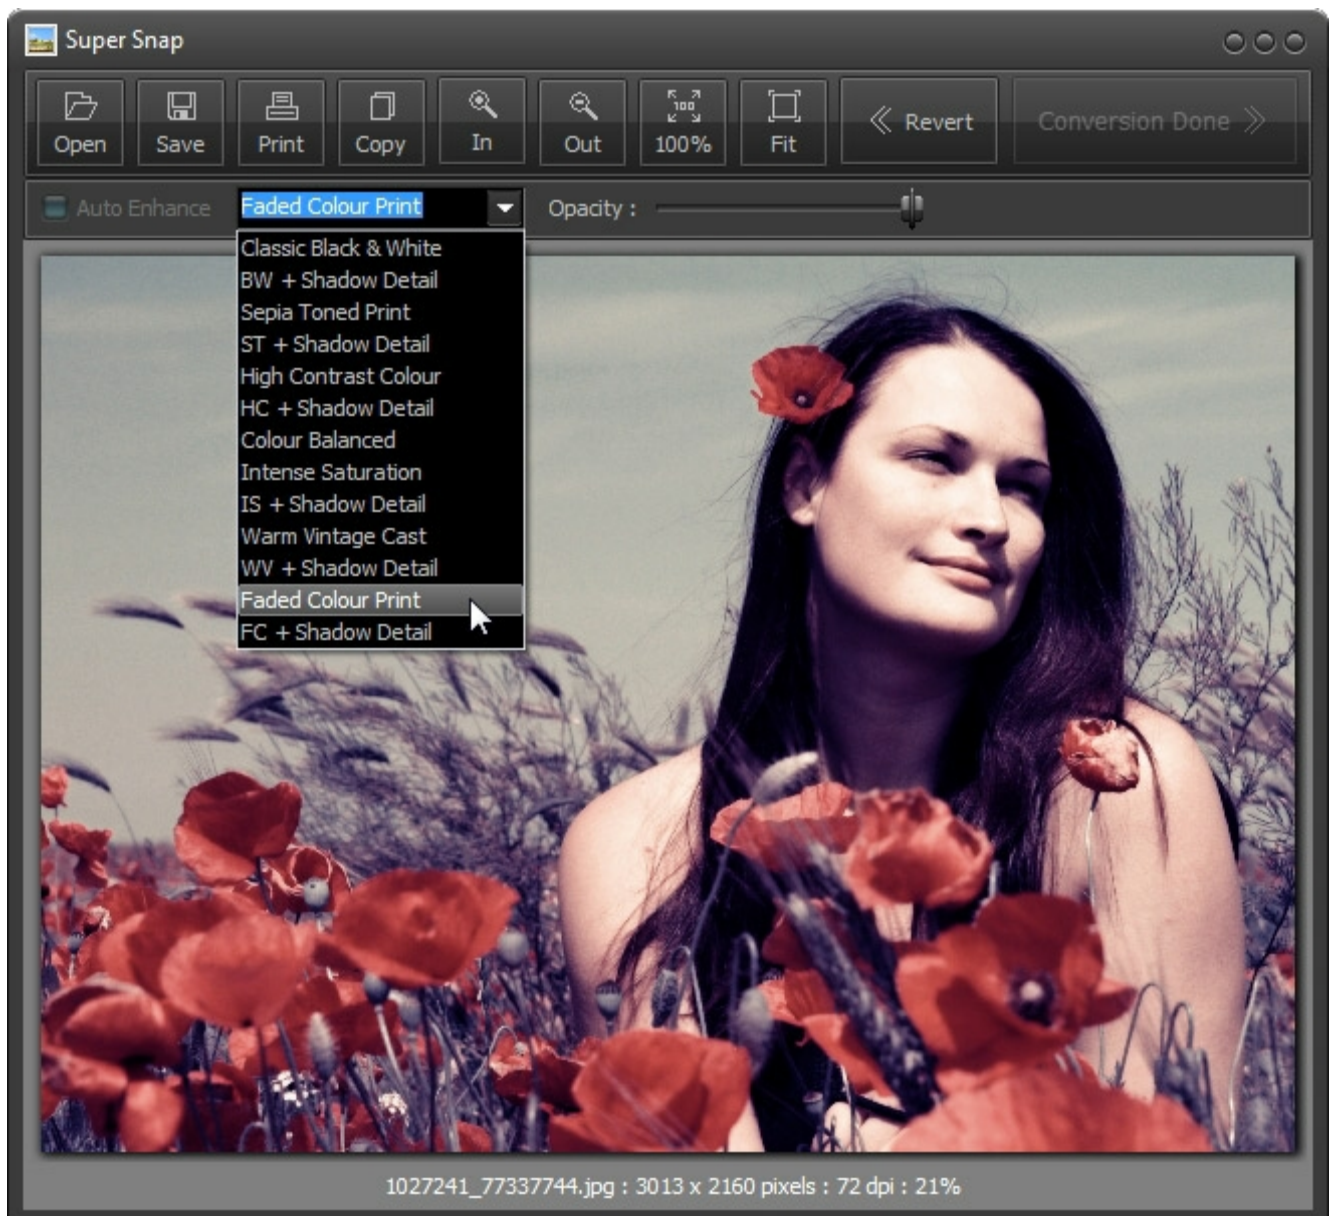 Super Snap
Open Save Print Copy In Out 100 100% Fit Revert Conversion Done
Auto Enhance Faded Colour Print Opacity :
Classic Black & White
BW + Shadow Detail
Sepia Toned Print
ST + Shadow Detail
High Contrast Colour
HC + Shadow Detail
Colour Balanced
Intense Saturation
IS + Shadow Detail
Warm Vintage Cast
WV + Shadow Detail
Faded Colour Print
FC + Shadow Detail
1027241_77337744.jpg : 3013 x 2160 pixels : 72 dpi : 21%